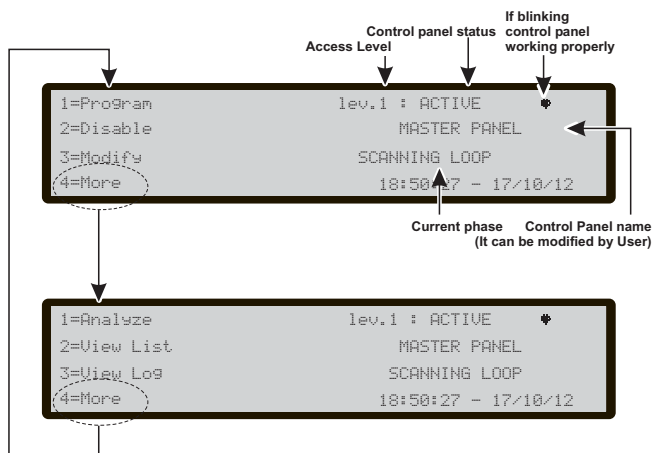 If blinking
control panel
working properly
Control panel status
Access Level
1=Program lev.1 : ACTIVE
2=Disable MASTER PANEL
3=Modify SCANNING LOOP
4=More 18:50:27 - 17/10/12
Current phase Control Panel name
(It can be modified by User)
1=Analyze lev.1 : ACTIVE
2=View List MASTER PANEL
3=View Log SCANNING LOOP
4=More 18:50:27 - 17/10/12